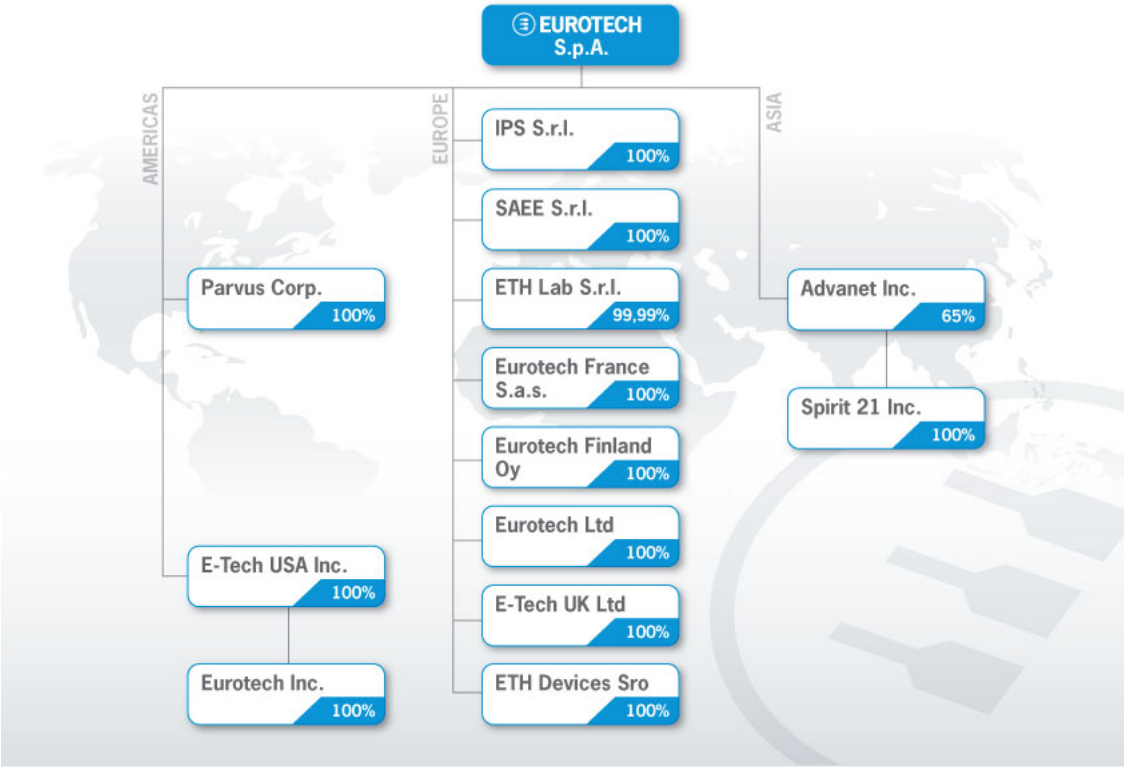 EUROTECH
S.p.A.
AMERICAS
Parvus Corp.
100%
E-Tech USA Inc.
100%
Eurotech Inc.
100%
EUROPE
IPS S.r.l.
100%
SAEE S.r.l.
100%
ETH Lab S.r.l.
99,99%
Eurotech France
S.a.s.
100%
Eurotech Finland
Oy
100%
Eurotech Ltd
100%
E-Tech UK Ltd
100%
ETH Devices Sro
100%
ASIA
Advanet Inc.
65%
Spirit 21 Inc.
100%